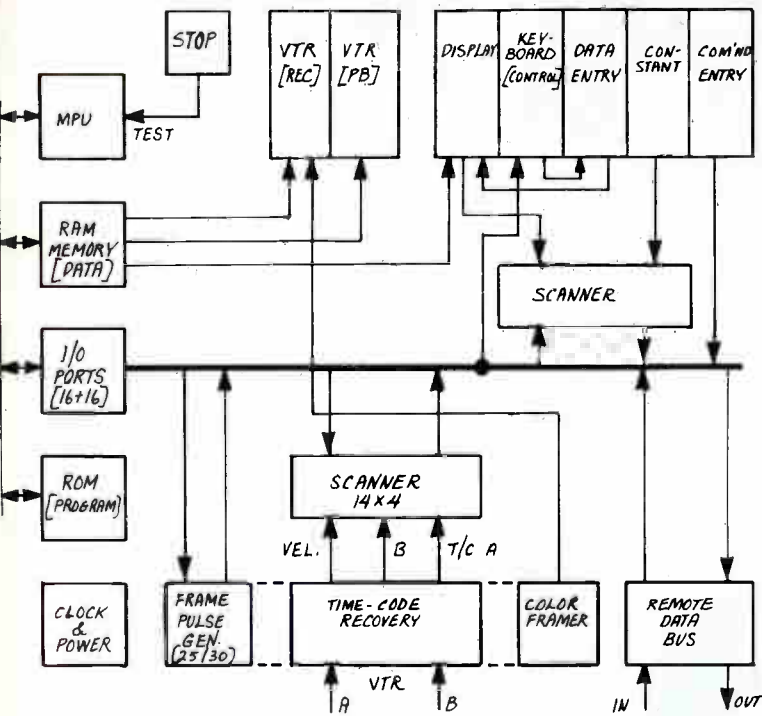 STOP
VTR
[REC]
VTR
[PB]
DISPLAY
KEY-
BOARD
[CONTROL]
DATA
ENTRY
CON-
STANT
COM'ND
ENTRY
MPU
TEST
RAM
MEMORY
[DATA]
SCANNER
I/O
PORTS
[16+16]
ROM
[PROGRAM]
SCANNER
14X4
VEL.
B
T/C A
CLOCK
&
POWER
FRAME
PULSE
GEN.
(25/30)
TIME-CODE
RECOVERY
COLOR
FRAMER
REMOTE
DATA
BUS
VTR
A
B
IN
OUT